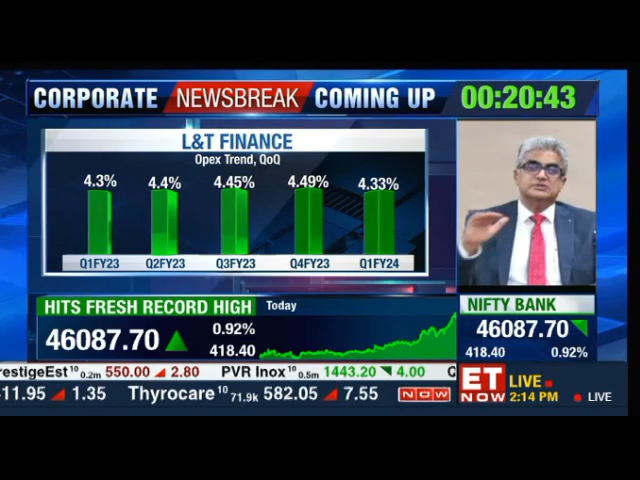 CORPORATE NEWSBREAK COMING UP 00:20:43
L&T FINANCE
Opex Trend, QoQ
4.3% 4.4% 4.45% 4.49% 4.33%
Q1FY23 Q2FY23 Q3FY23 Q4FY23 Q1FY24
HITS FRESH RECORD HIGH Today
46087.70 0.92%
418.40
NIFTY BANK
46087.70
418.40 0.92%
restigeEst 10 0.2m 550.00 2.80 PVR Inox 10 0.5m 1443.20 4.00
11.95 1.35 Thyrocare 10 71.9k 582.05 7.55 NOW
ET NOW LIVE
2:14 PM LIVE